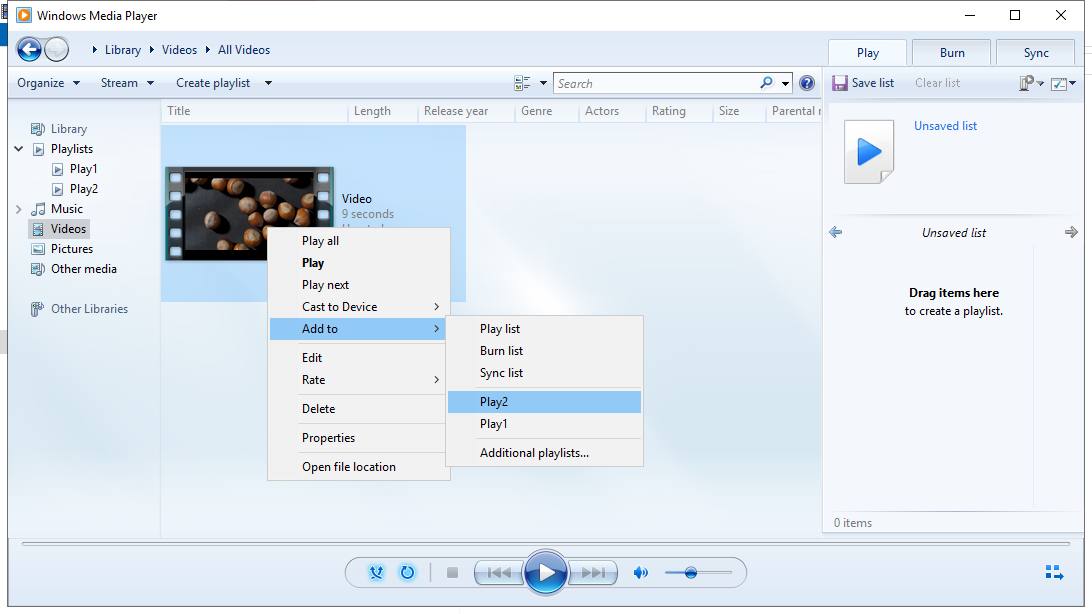 Windows Media Player
Library Videos All Videos
Play Burn Sync
Organize Stream Create playlist Search Save list Clear list
Title Length Release year Genre Actors Rating Size Parental
Library
Playlists
Play1
Play2
Music
Videos
Pictures
Other media
Other Libraries
Video
9 seconds
Play all
Play
Play next
Cast to Device
Add to
Edit
Rate
Delete
Properties
Open file location
Play list
Burn list
Sync list
Play2
Play1
Additional playlists...
Unsaved list
Unsaved list
Drag items here
to create a playlist.
0 items